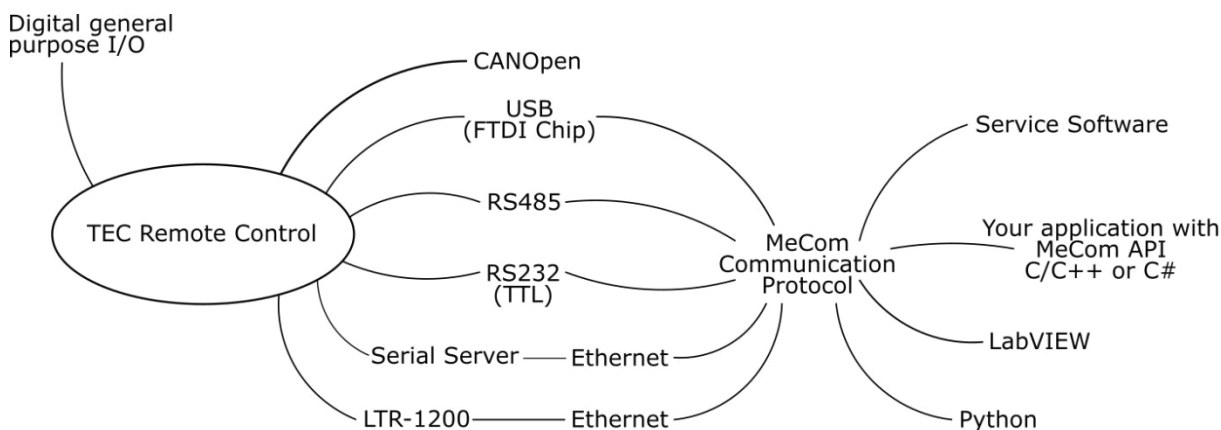 Digital general
purpose I/O
CANOpen
USB
(FTDI Chip)
Service Software
RS485
TEC Remote Control
Your application with
MeCom API
C/C++ or C#
MeCom
Communication
Protocol
RS232
(TTL)
LabVIEW
Serial Server
Ethernet
LTR-1200
Ethernet
Python